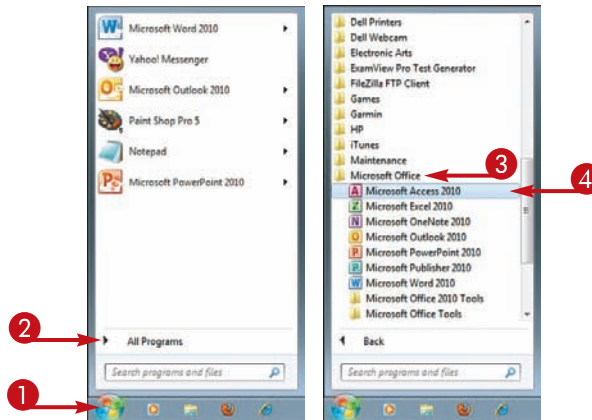 Microsoft Word 2010
Yahoo! Messenger
Microsoft Outlook 2010
Paint Shop Pro 5
Notepad
Microsoft PowerPoint 2010
2
All Programs
Search programs and files
1
Dell Printers
Dell Webcam
Electronic Arts
ExamView Pro Test Generator
FileZilla FTP Client
Games
Garmin
HP
iTunes
Maintenance
Microsoft Office
3
Microsoft Access 2010
4
Microsoft Excel 2010
Microsoft OneNote 2010
Microsoft Outlook 2010
Microsoft PowerPoint 2010
Microsoft Publisher 2010
Microsoft Word 2010
Microsoft Office 2010 Tools
Microsoft Office Tools
Back
Search programs and files